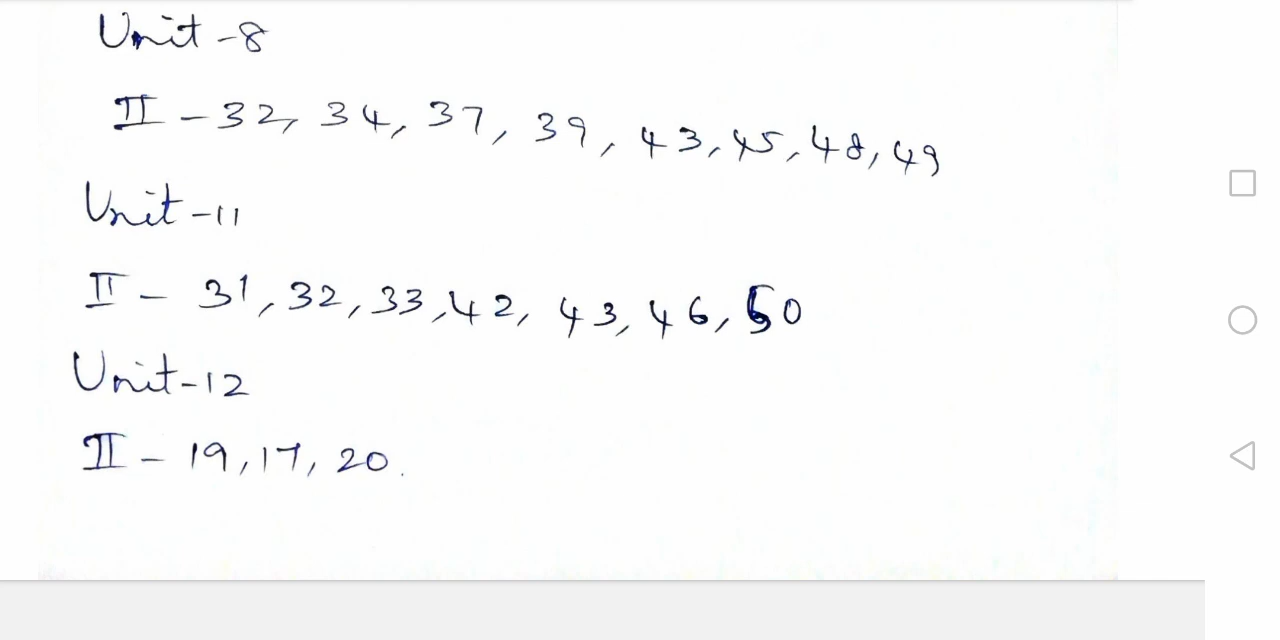 Unit-8
II - 32, 34, 37, 39, 43, 45, 48, 49
Unit-11
II - 31, 32, 33, 42, 43, 46, 50
Unit-12
II - 19, 17, 20.